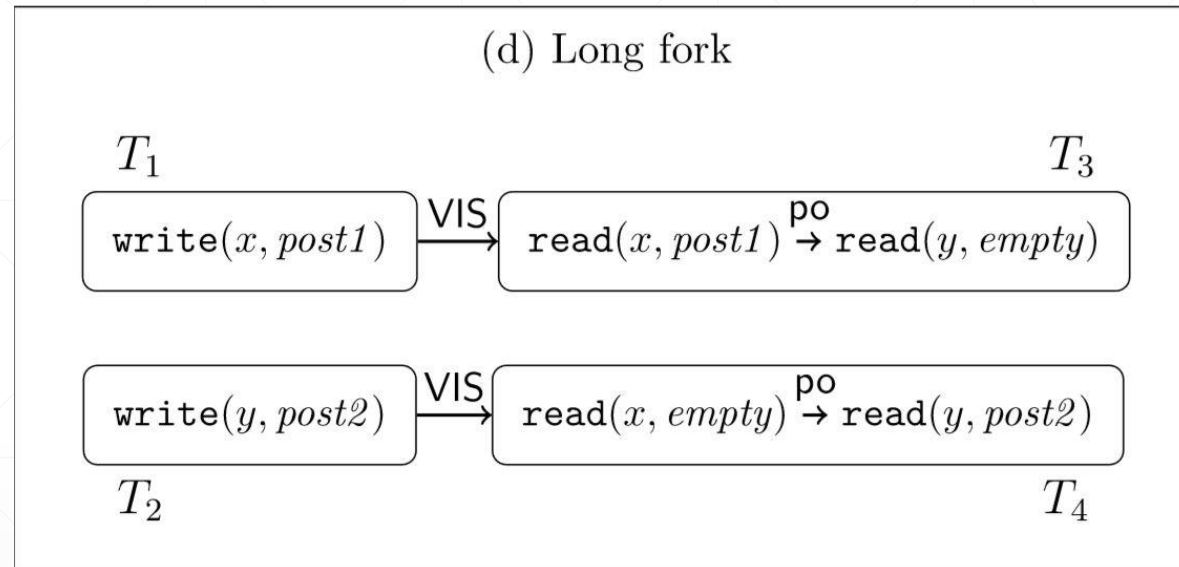 (d) Long fork
T₁ T₃
write(x, post1) VIS read(x, post1) po → read(y, empty)
write(y, post2) VIS read(x, empty) po → read(y, post2)
T₂ T₄